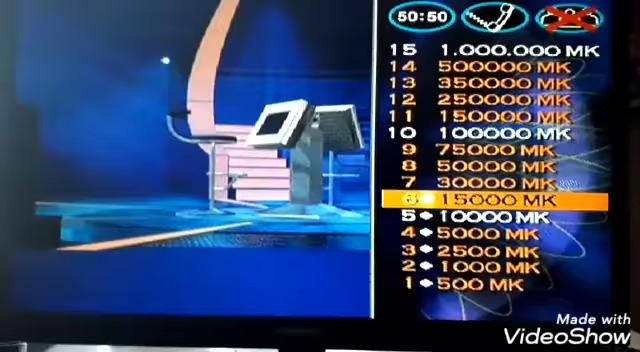 50:50
15 1.000.000 MK
14 500000 MK
13 350000 MK
12 250000 MK
11 150000 MK
10 100000 MK
9 75000 MK
8 50000 MK
7 30000 MK
6 15000 MK
5 10000 MK
4 5000 MK
3 2500 MK
2 1000 MK
1 500 MK
Made with
VideoShow